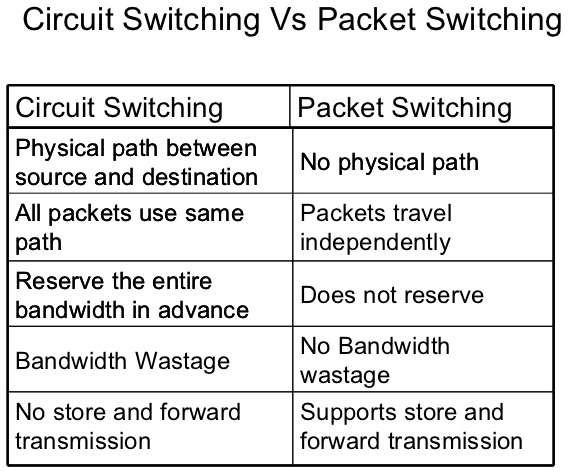 Circuit Switching Vs Packet Switching
Circuit Switching
Packet Switching
Physical path between
source and destination
No physical path
All packets use same
path
Packets travel
independently
Reserve the entire
bandwidth in advance
Does not reserve
Bandwidth Wastage
No Bandwidth
wastage
No store and forward
transmission
Supports store and
forward transmission